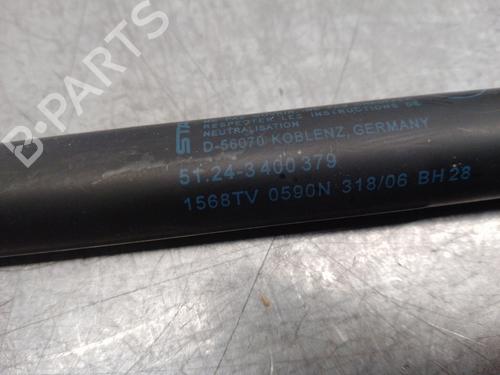 B-PARTS
STA
RESPECTER LES INSTRUCTIONS DE
NEUTRALISATION
D-56070 KOBLENZ, GERMANY
51.24-3 400 379
1568TV 0590N 318/06 BH28